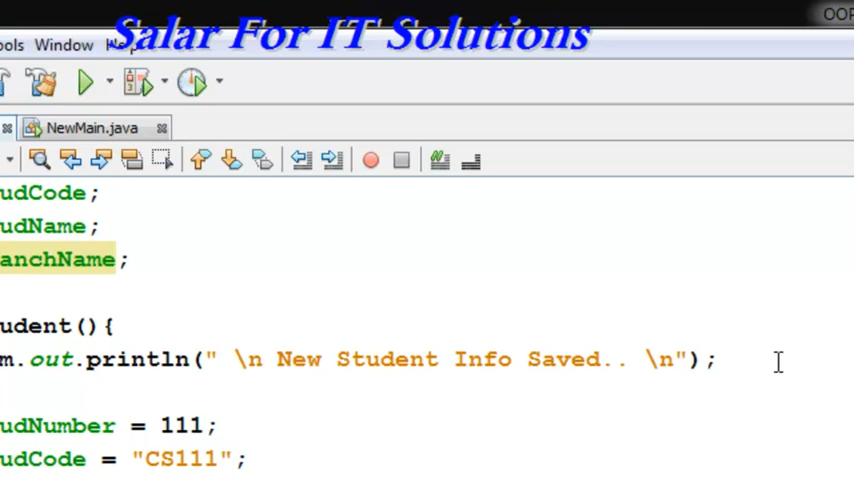 OOP
Salar For IT Solutions
ools Window Help
NewMain.java
udCode;
udName;
anchName;
udent(){
m.out.println(" \n New Student Info Saved.. \n");
udNumber = 111;
udCode = "CS111";